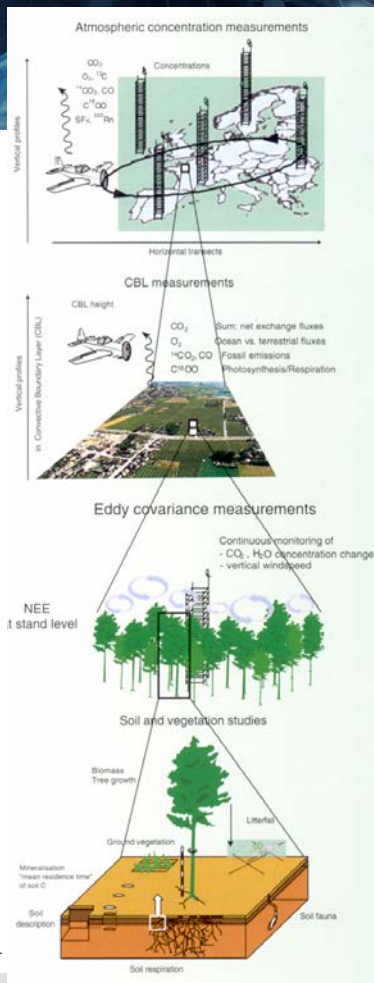 Atmospheric concentration measurements
CO₂
O₂, ¹³C
¹⁴CO₂, CO
C¹⁸OO
SF₄, ²²²Rn
Concentrations
Vertical profiles
Horizontal transects
CBL measurements
CBL height
CO₂ Sum: net exchange fluxes
O₂ Ocean vs. terrestrial fluxes
¹⁴CO₂, CO Fossil emissions
C¹⁸OO Photosynthesis/Respiration
Vertical profiles
in Convective Boundary Layer (CBL)
Eddy covariance measurements
Continuous monitoring of
- CO₂, H₂O concentration change
- vertical windspeed
NEE
t stand level
Soil and vegetation studies
Biomass
Tree growth
Litterfall
Ground vegetation
Mineralisation
"mean residence time"
of soil C
Soil
description
Soil fauna
Soil respiration